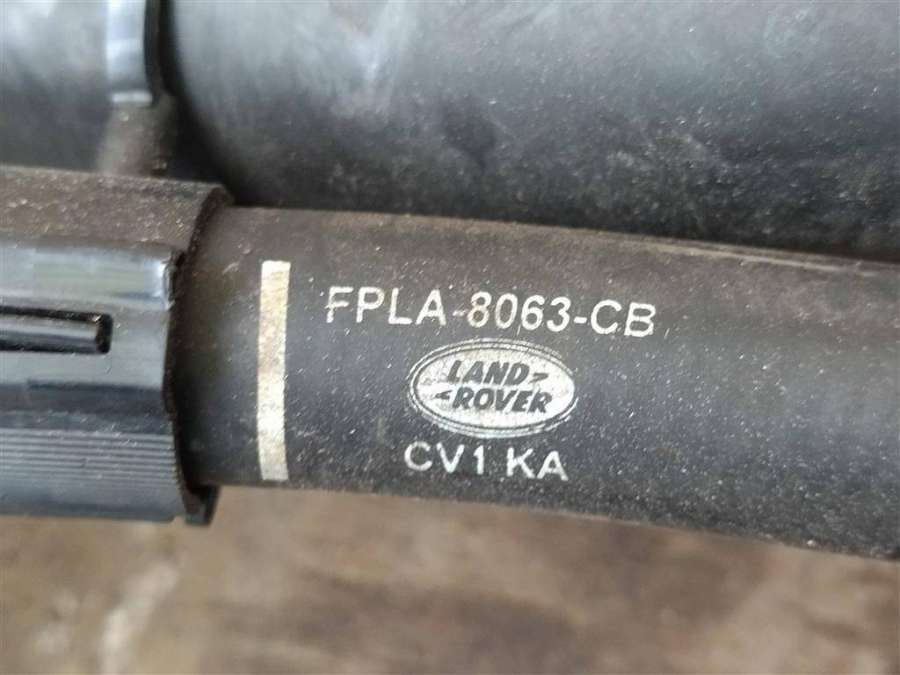 FPLA-8063-CB
LAND
ROVER
CV1 KA